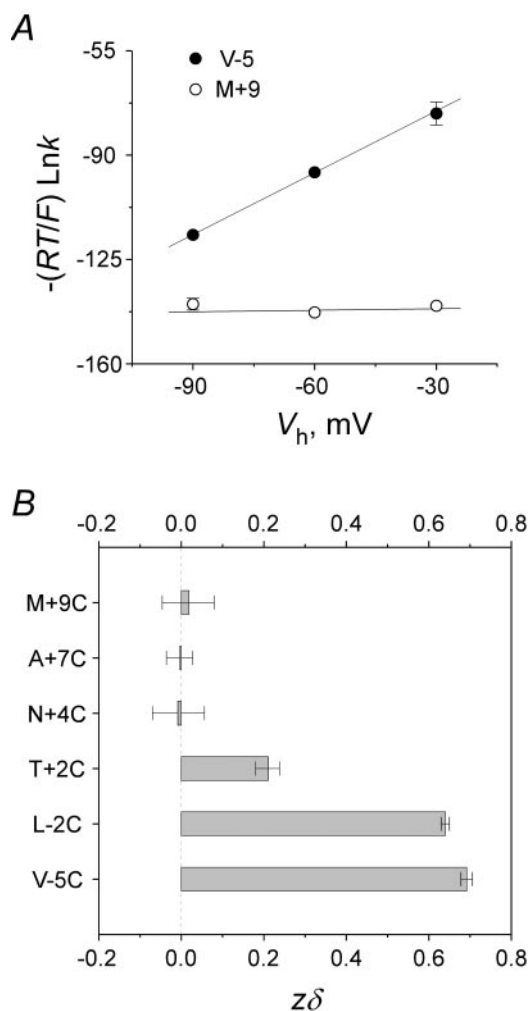 A
-55
V-5
M+9
-90
-125
-160
-(RT/F) Lnk
-90 -60 -30
Vh, mV
B
-0.2 0.0 0.2 0.4 0.6 0.8
M+9C
A+7C
N+4C
T+2C
L-2C
V-5C
-0.2 0.0 0.2 0.4 0.6 0.8
zδ